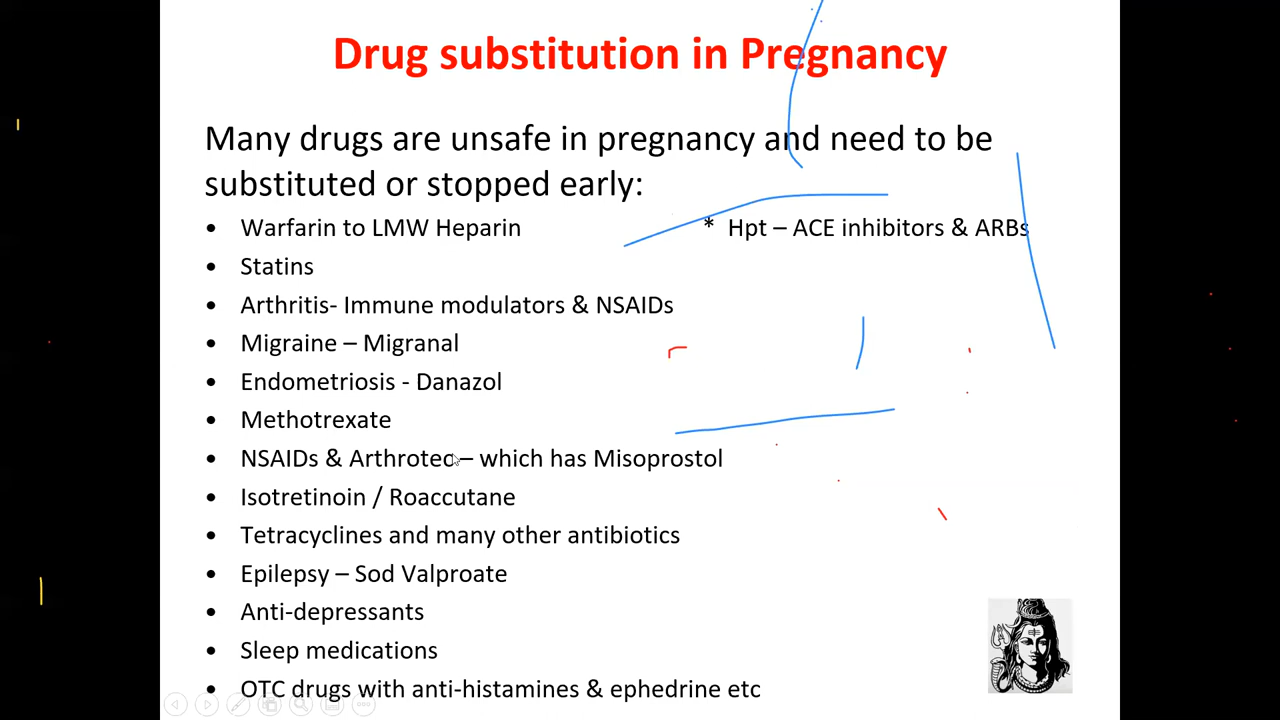 Drug substitution in Pregnancy
Many drugs are unsafe in pregnancy and need to be
substituted or stopped early:
• Warfarin to LMW Heparin * Hpt – ACE inhibitors & ARBs
• Statins
• Arthritis- Immune modulators & NSAIDs
• Migraine – Migranal
• Endometriosis - Danazol
• Methotrexate
• NSAIDs & Arthrotec – which has Misoprostol
• Isotretinoin / Roaccutane
• Tetracyclines and many other antibiotics
• Epilepsy – Sod Valproate
• Anti-depressants
• Sleep medications
• OTC drugs with anti-histamines & ephedrine etc